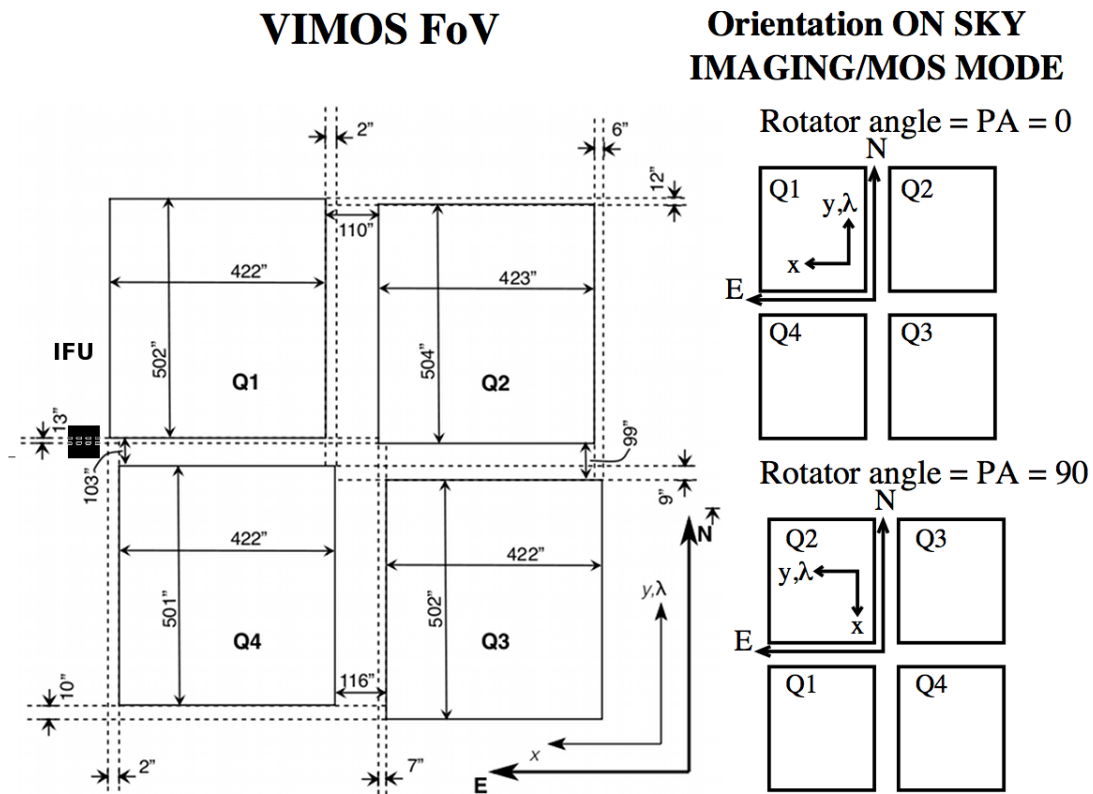 VIMOS FoV
Orientation ON SKY
IMAGING/MOS MODE
Rotator angle = PA = 0
2”
6”
12”
110”
422”
423”
502”
504”
Q1
Q2
IFU
13”
103”
99”
9”
422”
422”
501”
502”
Q4
Q3
116”
10”
2”
7”
N
y,λ
x
E
N
Q1
Q2
y,λ
x
E
Q4
Q3
Rotator angle = PA = 90
N
Q2
Q3
y,λ
x
E
Q1
Q4